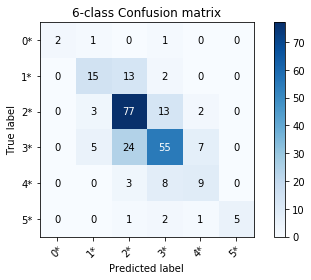 6-class Confusion matrix
0* 2 1 0 1 0 0
1* 0 15 13 2 0 0
2* 0 3 77 13 2 0
3* 0 5 24 55 7 0
4* 0 0 3 8 9 0
5* 0 0 1 2 1 5
0* 1* 2* 3* 4* 5*
True label
Predicted label
70
60
50
40
30
20
10
0